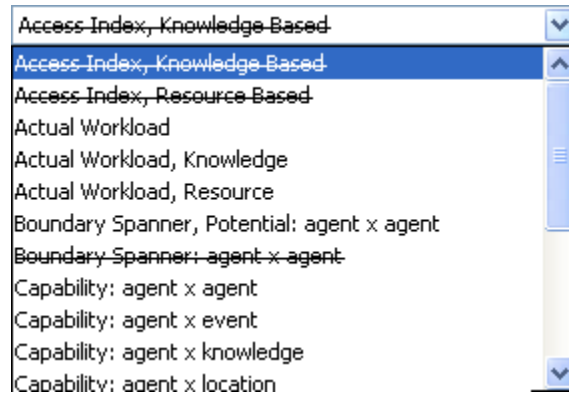 Access Index, Knowledge Based
Access Index, Knowledge Based
Access Index, Resource Based
Actual Workload
Actual Workload, Knowledge
Actual Workload, Resource
Boundary Spanner, Potential: agent x agent
Boundary Spanner: agent x agent
Capability: agent x agent
Capability: agent x event
Capability: agent x knowledge
Capability: agent x location